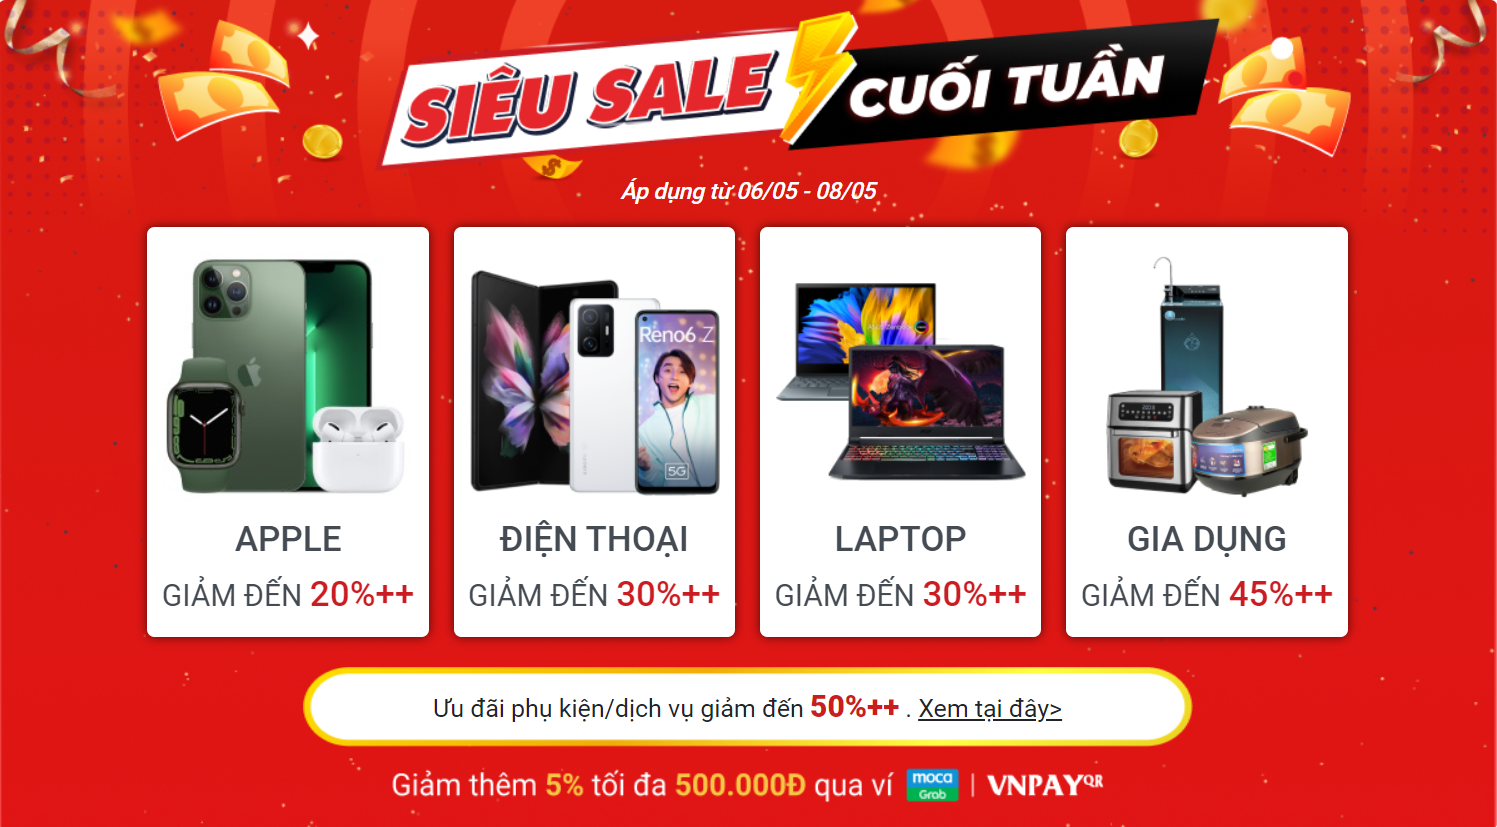 SIÊU SALE CUỐI TUẦN
Áp dụng từ 06/05 - 08/05
Reno6 Z
5G
APPLE
GIẢM ĐẾN 20%++
ĐIỆN THOẠI
GIẢM ĐẾN 30%++
LAPTOP
GIẢM ĐẾN 30%++
GIA DỤNG
GIẢM ĐẾN 45%++
Ưu đãi phụ kiện/dịch vụ giảm đến 50%++ . Xem tại đây>
Giảm thêm 5% tối đa 500.000Đ qua ví moca Grab | VNPAYQR